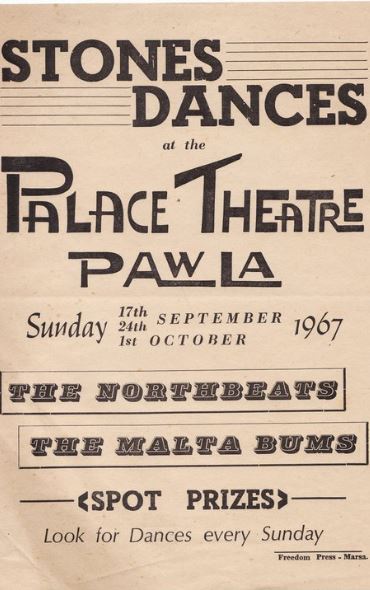 STONES
DANCES
at the
PALACE THEATRE
PAWLA
Sunday 17th SEPTEMBER 1967
24th
1st OCTOBER
THE NORTHBEATS
THE MALTA BUMS
<SPOT PRIZES>
Look for Dances every Sunday
Freedom Press - Marsa.